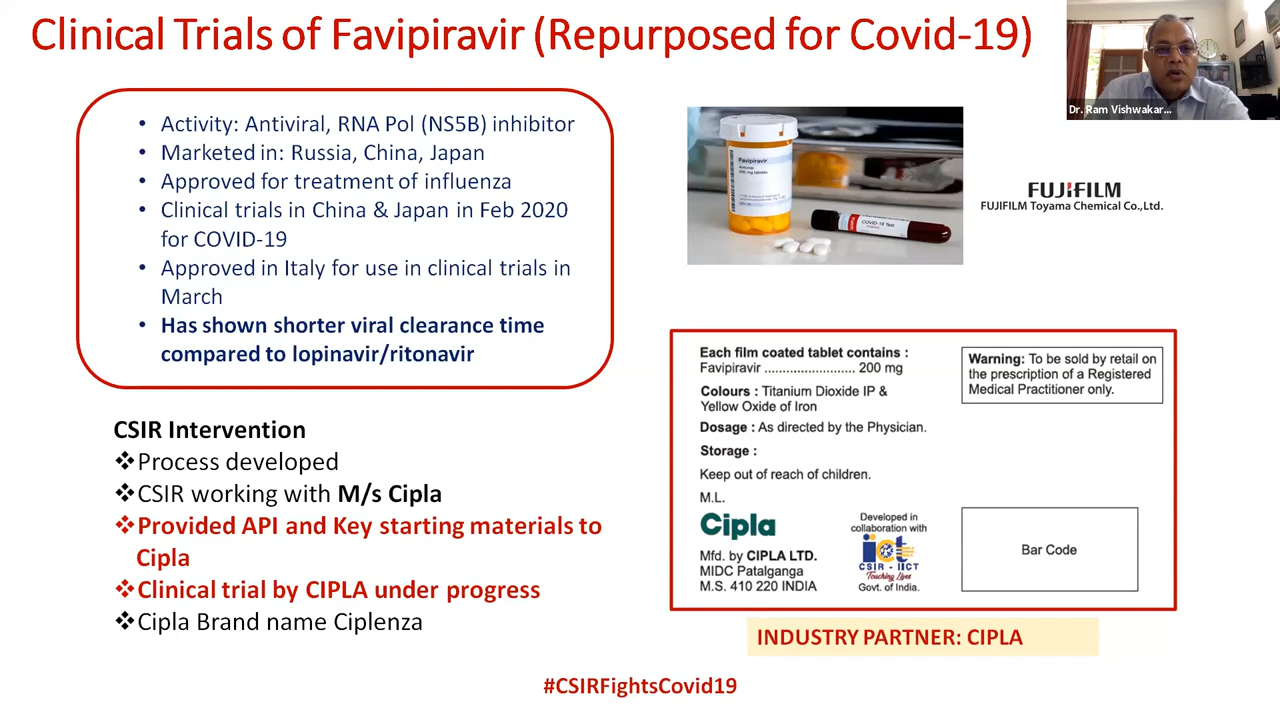 Clinical Trials of Favipiravir (Repurposed for Covid-19)
Dr. Ram Vishwakar...
• Activity: Antiviral, RNA Pol (NS5B) inhibitor
• Marketed in: Russia, China, Japan
• Approved for treatment of influenza
• Clinical trials in China & Japan in Feb 2020
for COVID-19
• Approved in Italy for use in clinical trials in
March
• Has shown shorter viral clearance time
compared to lopinavir/ritonavir
Favipiravir
COVID-19 Test
FUJIFILM
FUJIFILM Toyama Chemical Co.,Ltd.
CSIR Intervention
❖Process developed
❖CSIR working with M/s Cipla
❖Provided API and Key starting materials to
Cipla
❖Clinical trial by CIPLA under progress
❖Cipla Brand name Ciplenza
Each film coated tablet contains :
Favipiravir ......................... 200 mg
Colours : Titanium Dioxide IP &
Yellow Oxide of Iron
Dosage : As directed by the Physician.
Storage :
Keep out of reach of children.
M.L.
Cipla
Mfd. by CIPLA LTD.
MIDC Patalganga
M.S. 410 220 INDIA
Developed in
collaboration with
iict
CSIR - IICT
Touching Lives
Govt. of India.
Warning: To be sold by retail on
the prescription of a Registered
Medical Practitioner only.
Bar Code
INDUSTRY PARTNER: CIPLA
#CSIRFightsCovid19